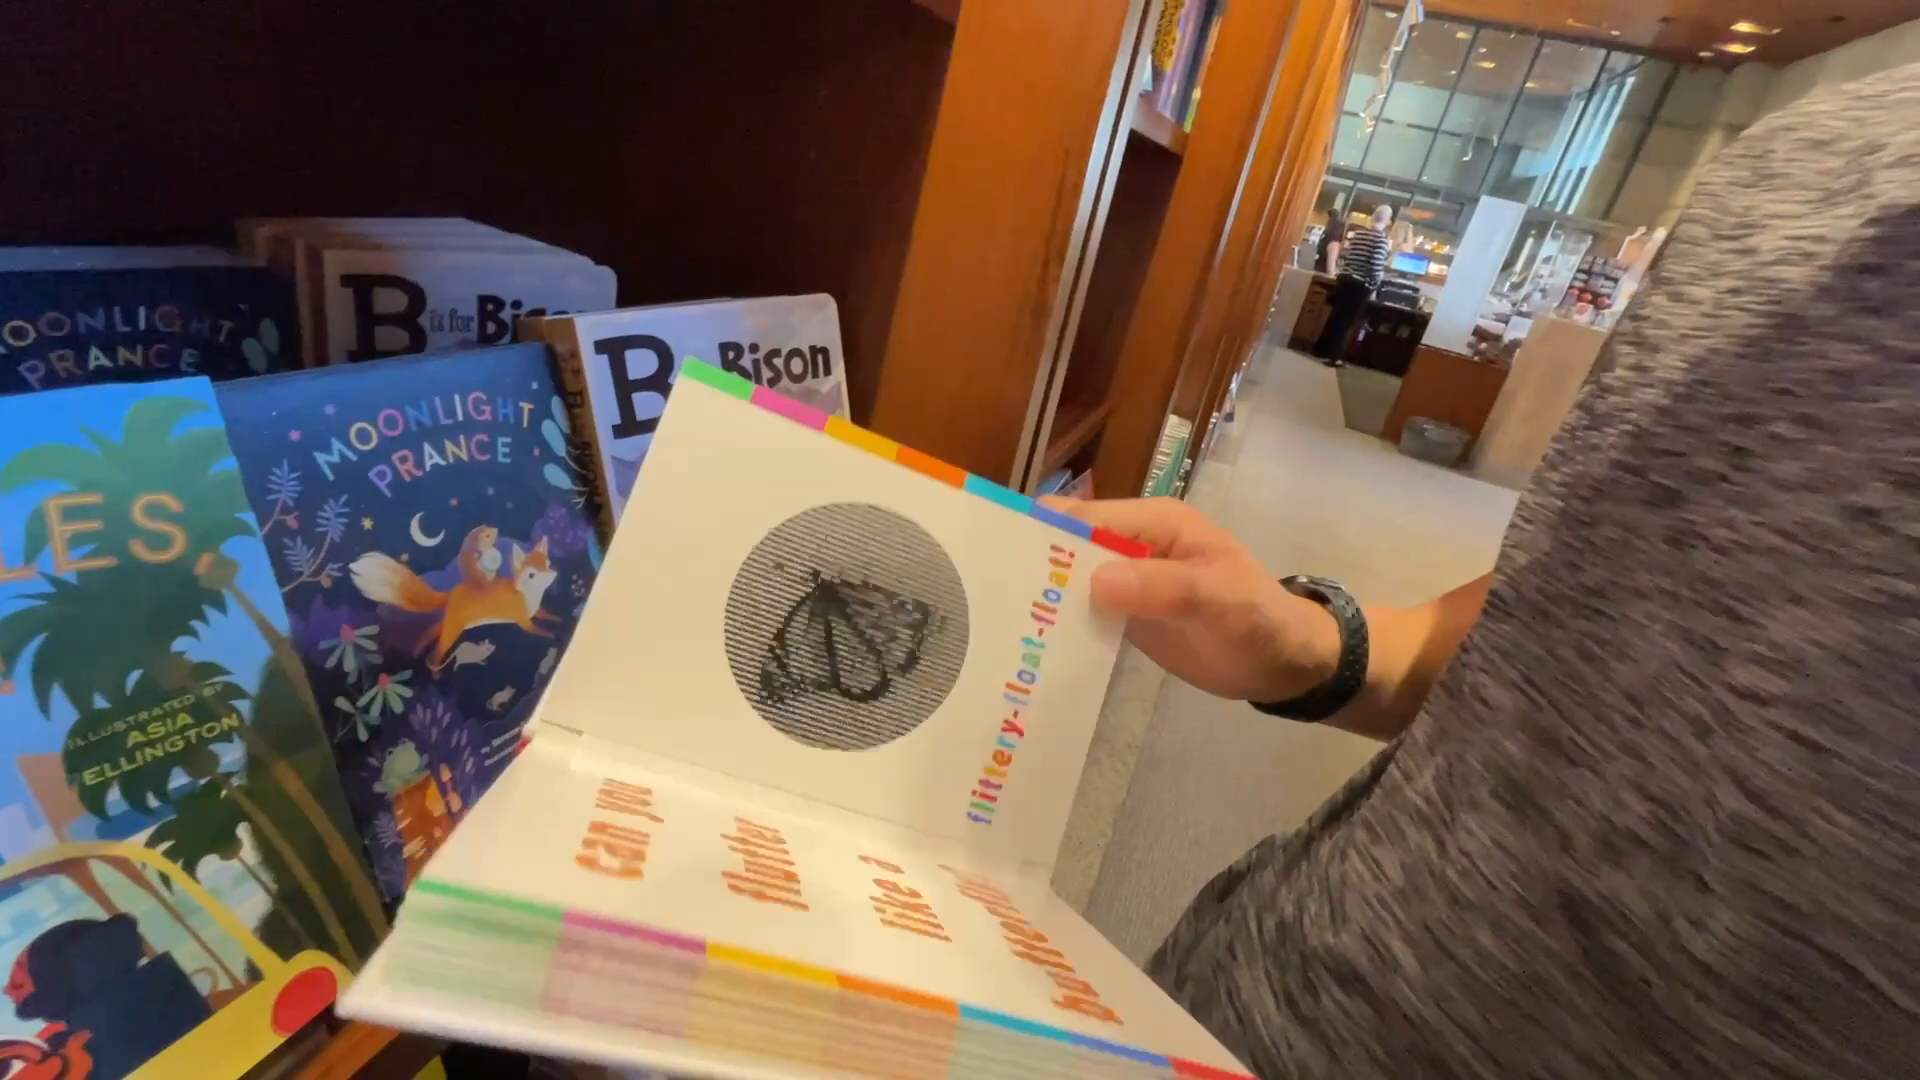 MOONLIGHT
PRANCE
B is for Bison
B Bison
LES
MOONLIGHT
PRANCE
ILLUSTRATED BY
ASIA
ELLINGTON
by
flittery-float-float!
can you
flutter
like a
butterfly